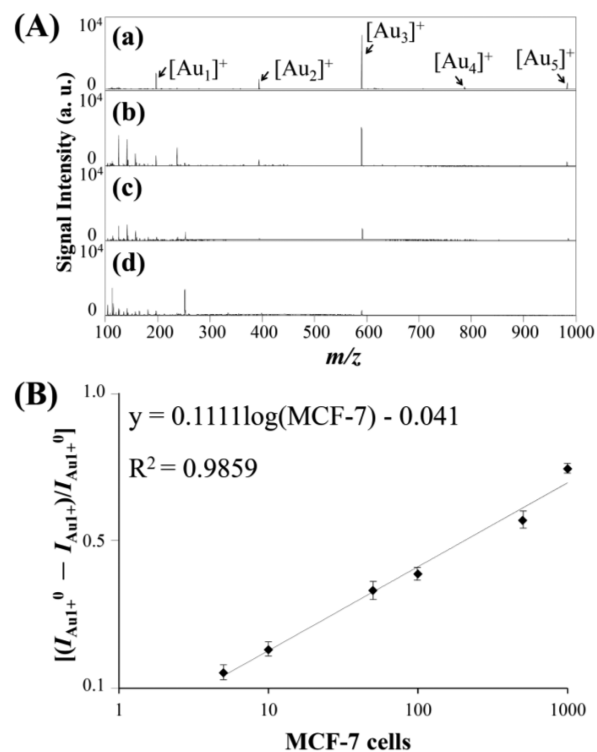 (A)
(a)
[Au₁]⁺
[Au₂]⁺
[Au₃]⁺
[Au₄]⁺
[Au₅]⁺
10⁴
0
(b)
10⁴
0
(c)
10⁴
0
(d)
10⁴
0
Signal Intensity (a. u.)
100 200 300 400 500 600 700 800 900 1000
m/z
(B)
y = 0.1111log(MCF-7) - 0.041
R² = 0.9859
1.0
0.5
0.1
[(I_Au1+⁰ — I_Au1+)/I_Au1+⁰]
1 10 100 1000
MCF-7 cells